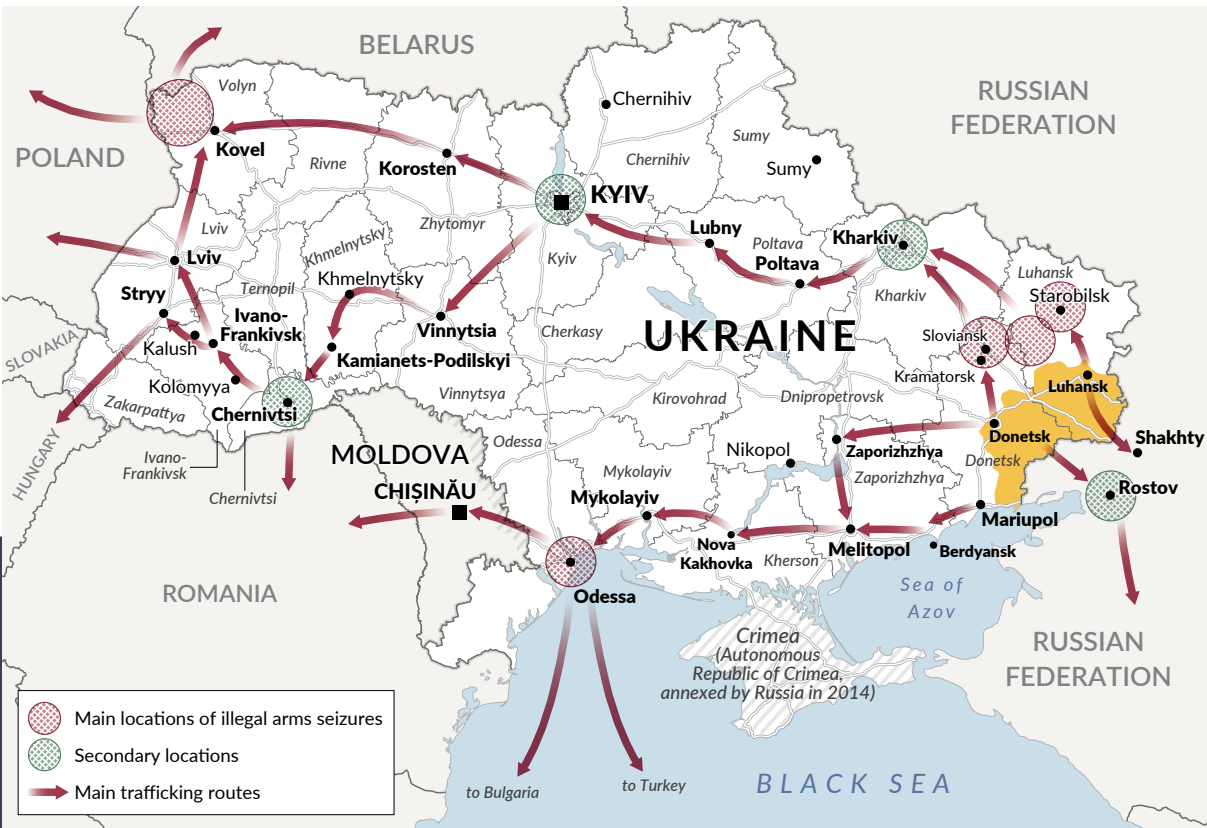 BELARUS
RUSSIAN
FEDERATION
POLAND
Volyn
Kovel
Rivne
Korosten
Chernihiv
Chernihiv
Sumy
Sumy
KYIV
Zhytomyr
Lviv
Lviv
Khmelnytsky
Khmelnytsky
Kyiv
Lubny
Poltava
Poltava
Kharkiv
Kharkiv
Luhansk
Starobilsk
Ternopil
Stryy
Ivano-
Frankivsk
Kalush
Kolomyya
Vinnytsia
Kamianets-Podilskyi
Cherkasy
UKRAINE
Sloviansk
Kramatorsk
Luhansk
SLOVAKIA
Zakarpattya
Chernivtsi
Vinnytsya
Kirovohrad
Dnipropetrovsk
Donetsk
Donetsk
Shakhty
HUNGARY
Ivano-
Frankivsk
Chernivtsi
MOLDOVA
CHIȘINĂU
Odessa
Mykolayiv
Mykolayiv
Nikopol
Zaporizhzhya
Zaporizhzhya
Rostov
Mariupol
Nova
Kakhovka
Kherson
Melitopol
Berdyansk
Odessa
Sea of
Azov
ROMANIA
Crimea
(Autonomous
Republic of Crimea,
annexed by Russia in 2014)
RUSSIAN
FEDERATION
to Bulgaria
to Turkey
BLACK SEA
Main locations of illegal arms seizures
Secondary locations
Main trafficking routes